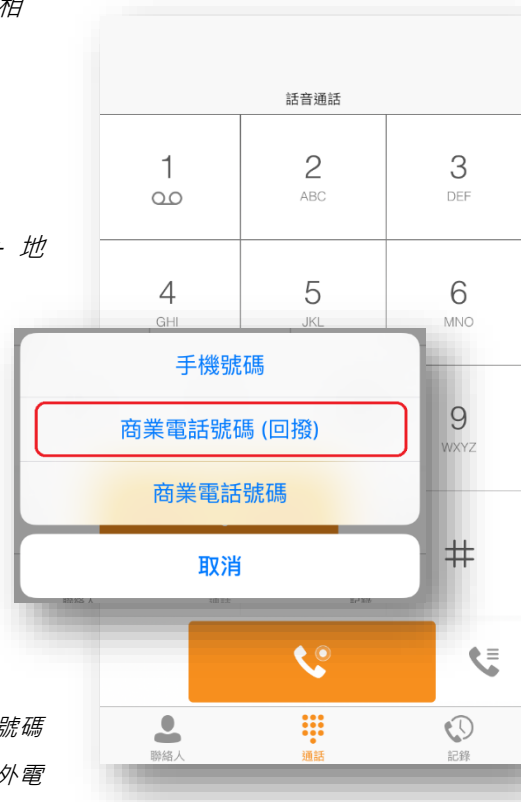 相
話音通話
1
2
ABC
3
DEF
- 地
4
GHI
5
JKL
6
MNO
手機號碼
商業電話號碼 (回撥)
商業電話號碼
取消
9
WXYZ
#
號碼
外電
聯絡人
通話
記錄